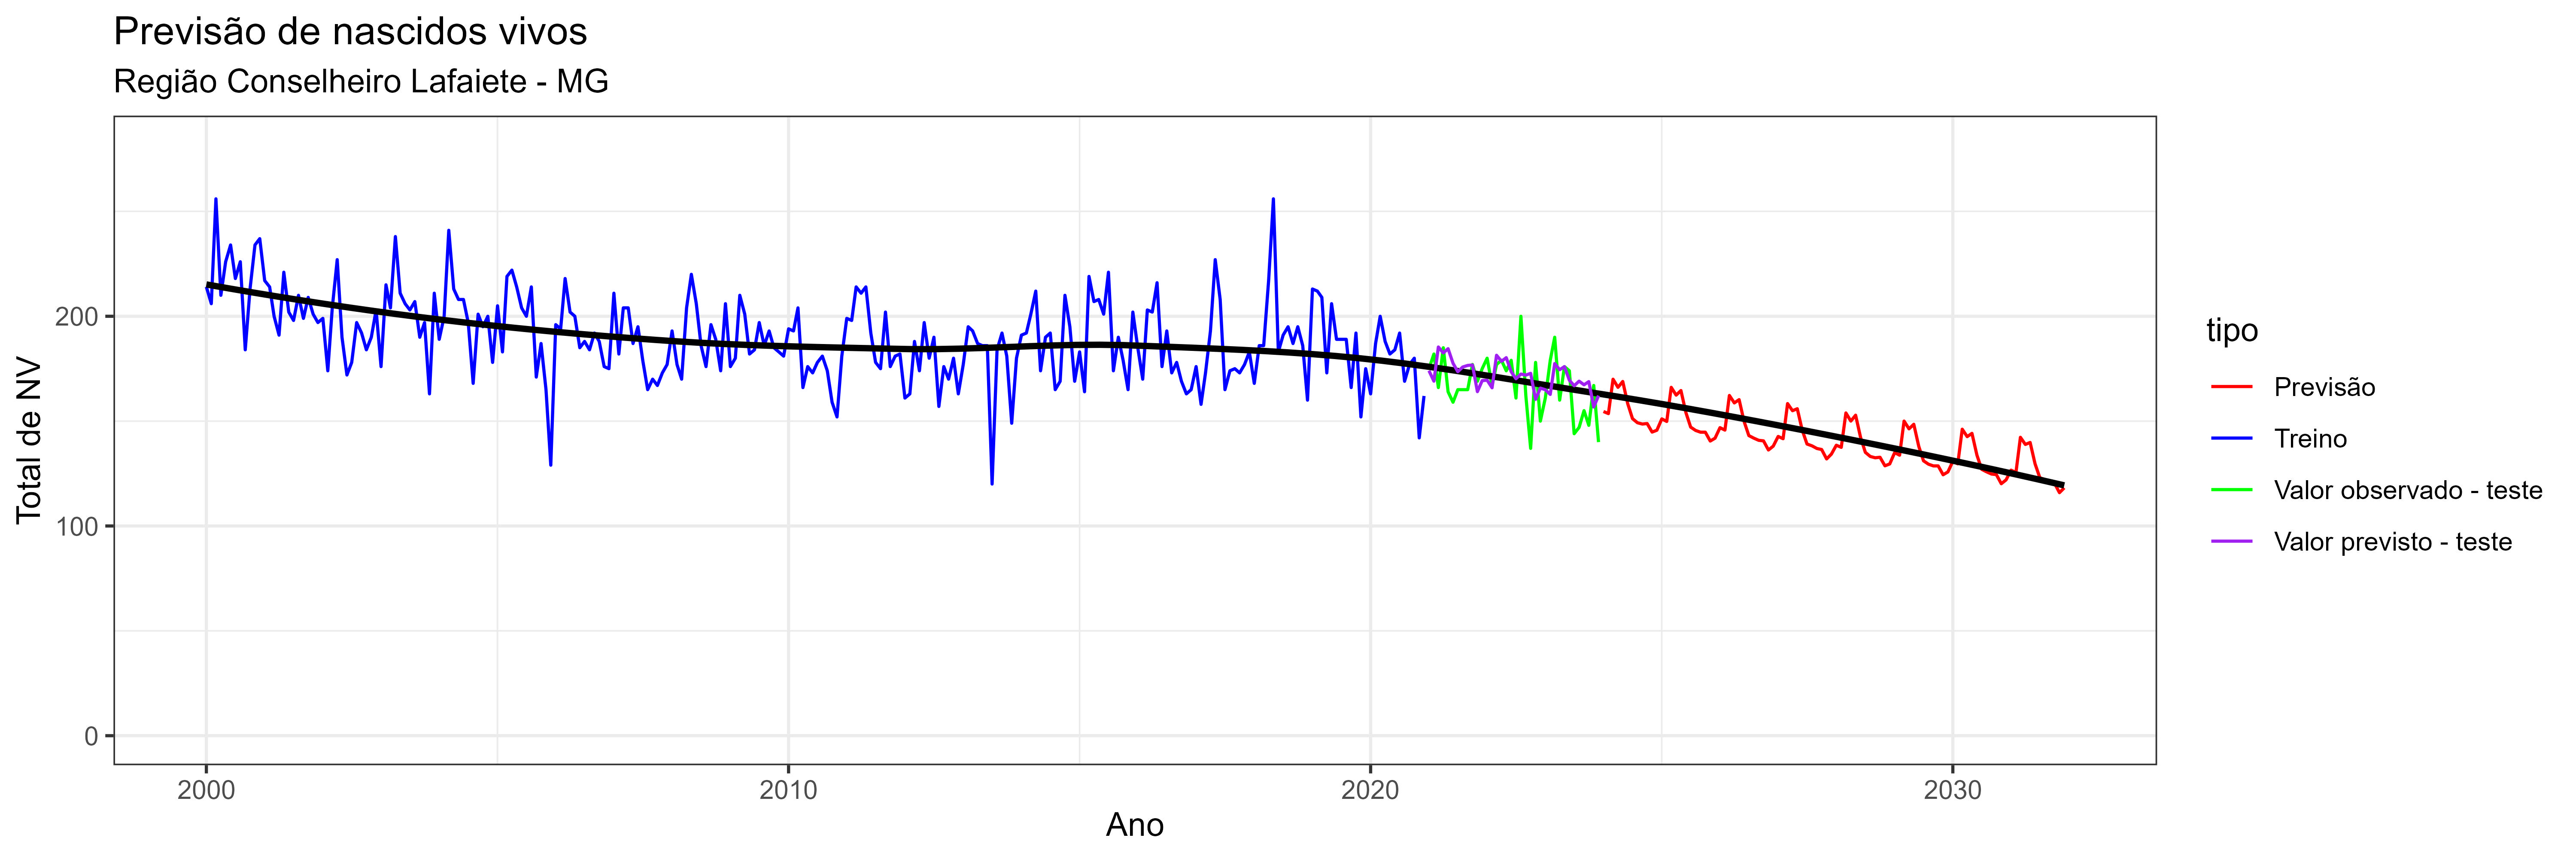 Previsão de nascidos vivos
Região Conselheiro Lafaiete - MG
Total de NV
200
100
0
2000
2010
2020
2030
Ano
tipo
Previsão
Treino
Valor observado - teste
Valor previsto - teste